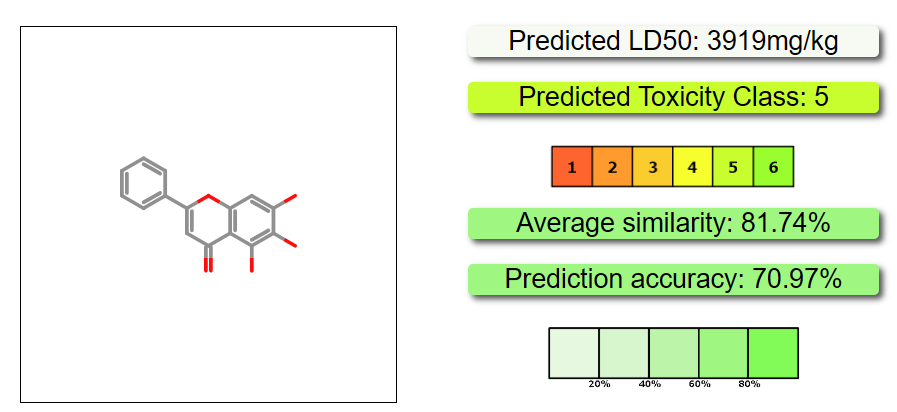 Predicted LD50: 3919mg/kg
Predicted Toxicity Class: 5
1 2 3 4 5 6
Average similarity: 81.74%
Prediction accuracy: 70.97%
20% 40% 60% 80%